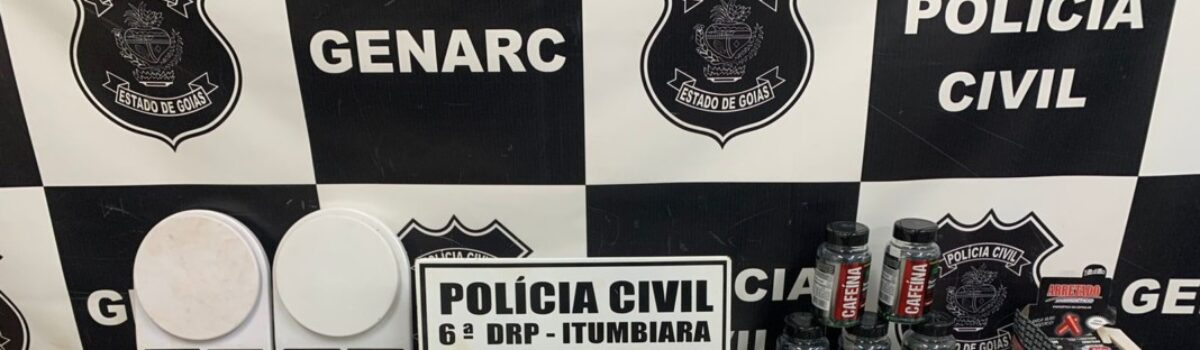 ESTADO DE GOIÁS
GENARC
ESTADO DE GOIÁS
POLÍCIA
CIVIL
POLÍCIA CIVIL
POLÍCIA CIVIL
6ª DRP - ITUMBIARA
CAFEÍNA
CAFEÍNA
ARRETADO
GE